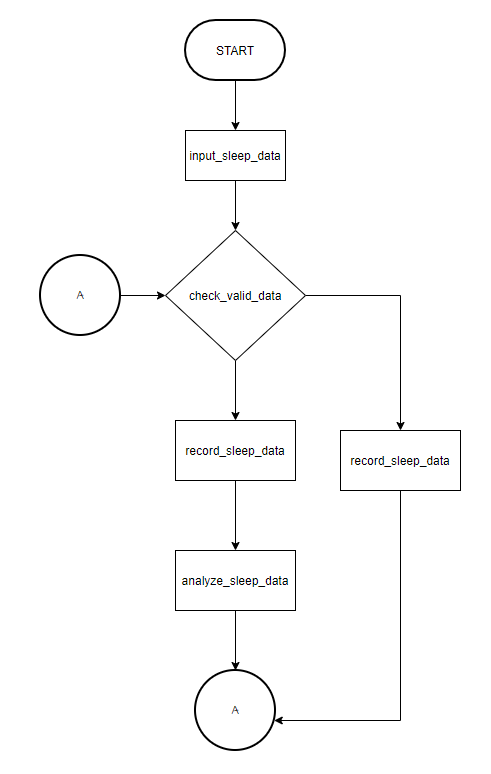 START
input_sleep_data
A
check_valid_data
record_sleep_data
record_sleep_data
analyze_sleep_data
A